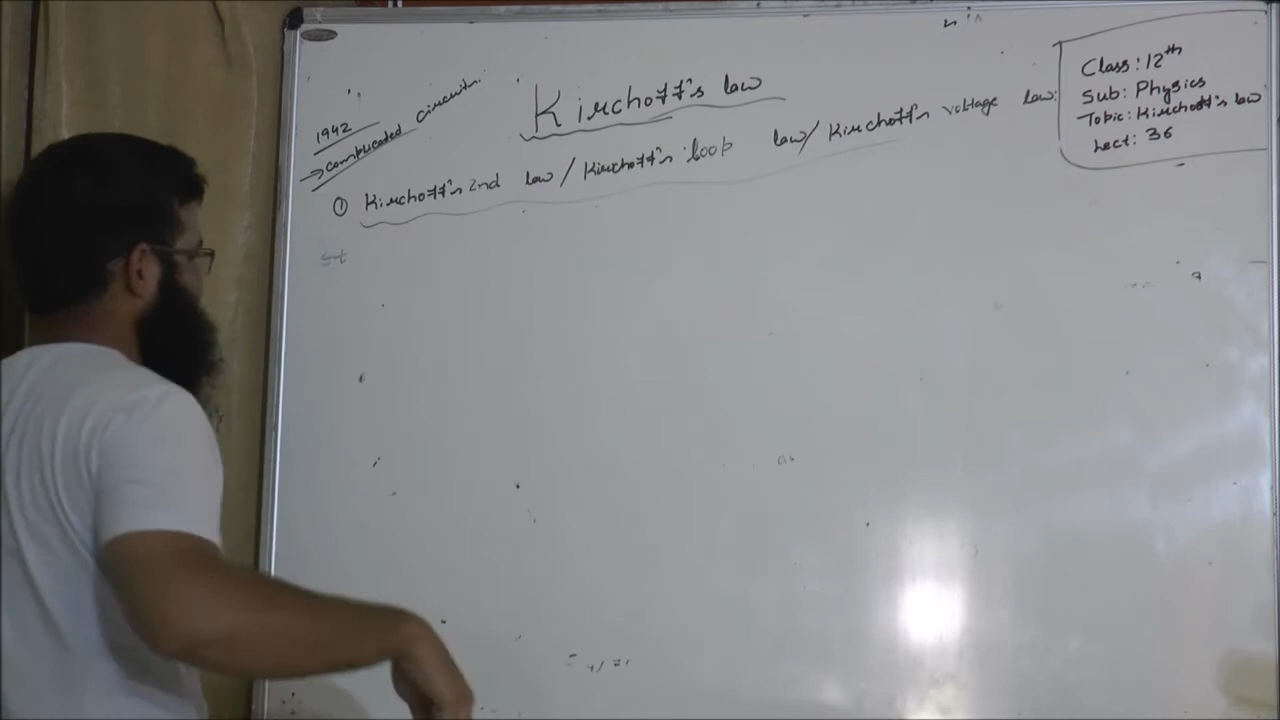 Kirchoff's law
1942
→ complicated circuits.
① Kirchoff's 2nd law / Kirchoff's loop law / Kirchoff's voltage law:
Class: 12th
Sub: Physics
Topic: Kirchoff's law
Lect: 36